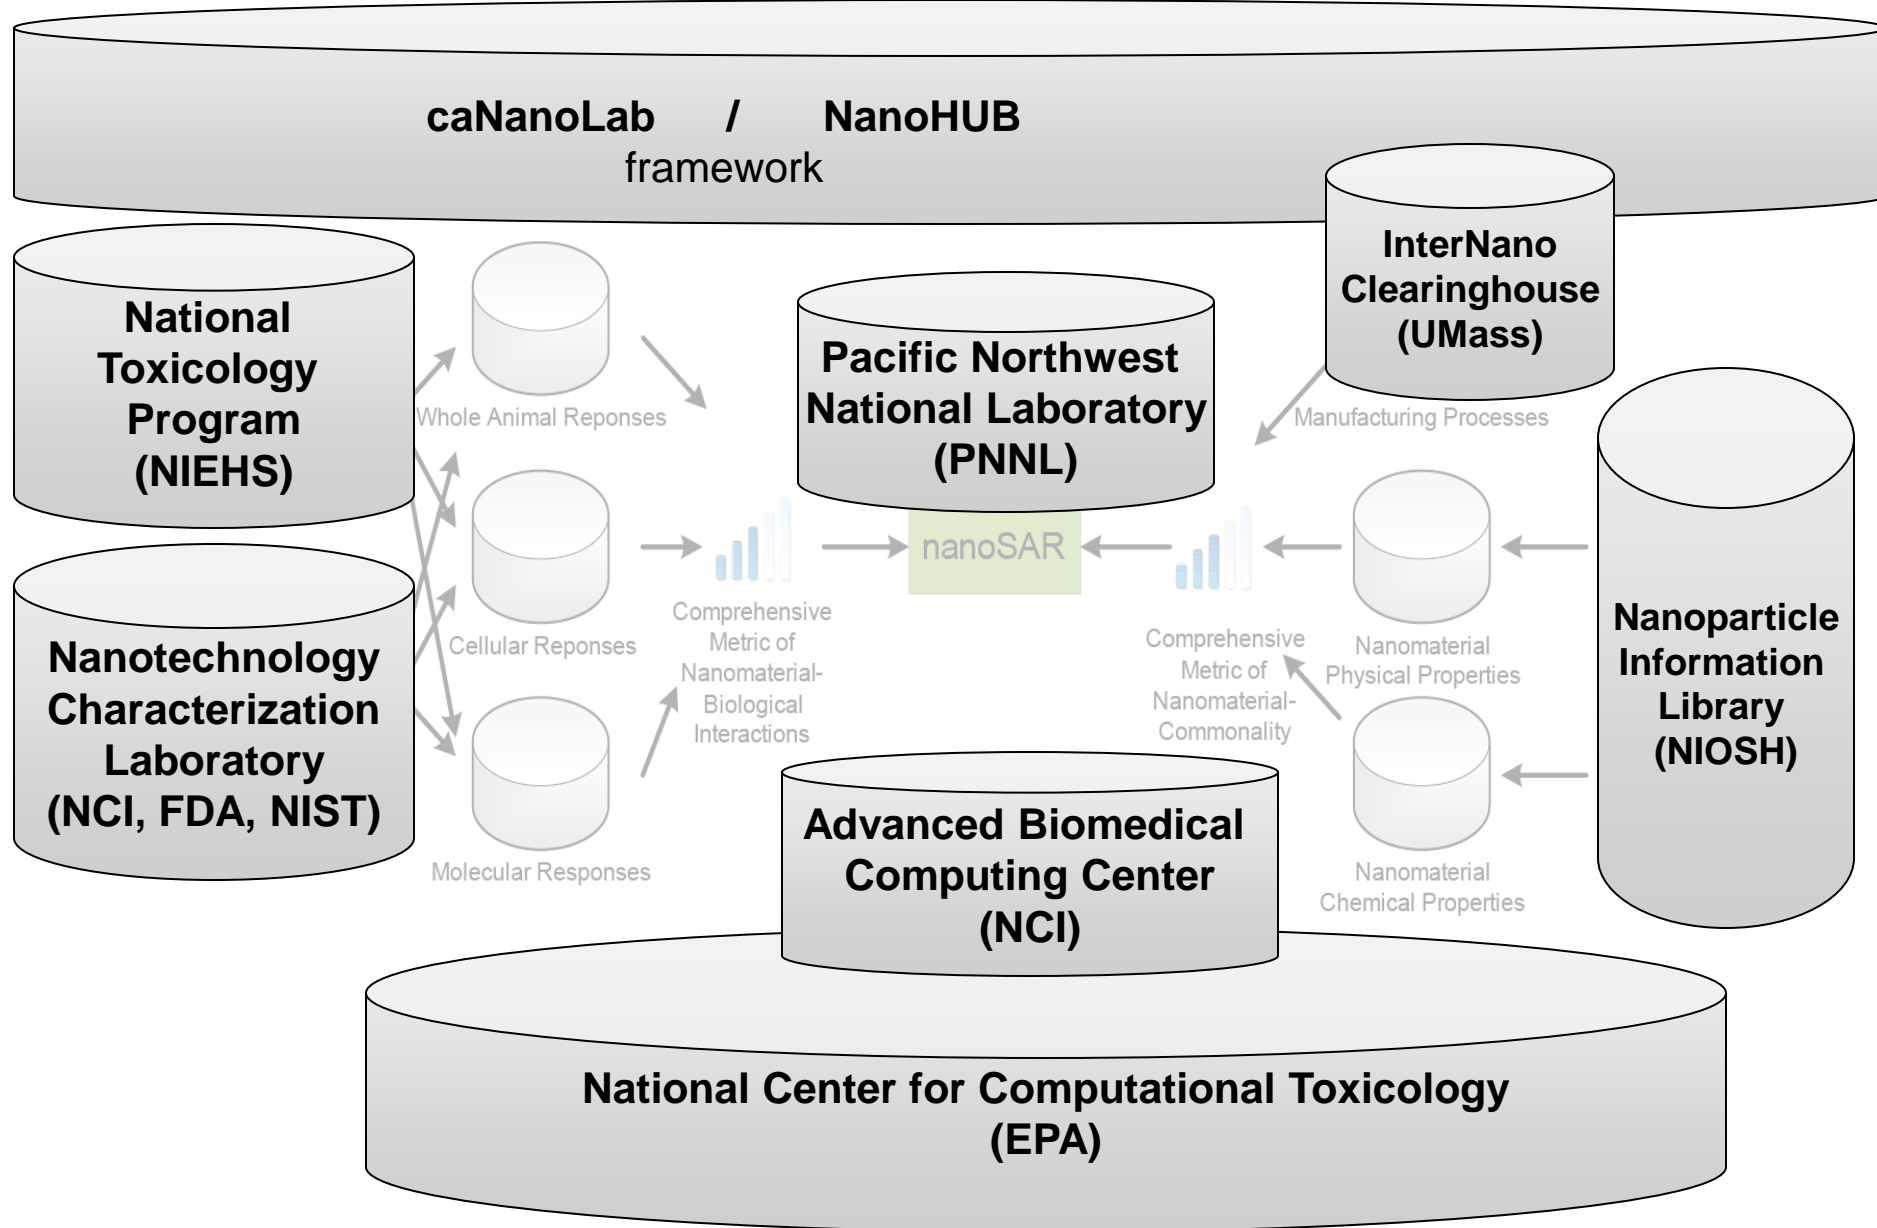 caNanoLab / NanoHUB
framework
National
Toxicology
Program
(NIEHS)
Nanotechnology
Characterization
Laboratory
(NCI, FDA, NIST)
Whole Animal Reponses
Cellular Reponses
Molecular Responses
Comprehensive
Metric of
Nanomaterial-
Biological
Interactions
Pacific Northwest
National Laboratory
(PNNL)
nanoSAR
Advanced Biomedical
Computing Center
(NCI)
Comprehensive
Metric of
Nanomaterial-
Commonality
InterNano
Clearinghouse
(UMass)
Manufacturing Processes
Nanomaterial
Physical Properties
Nanomaterial
Chemical Properties
Nanoparticle
Information
Library
(NIOSH)
National Center for Computational Toxicology
(EPA)